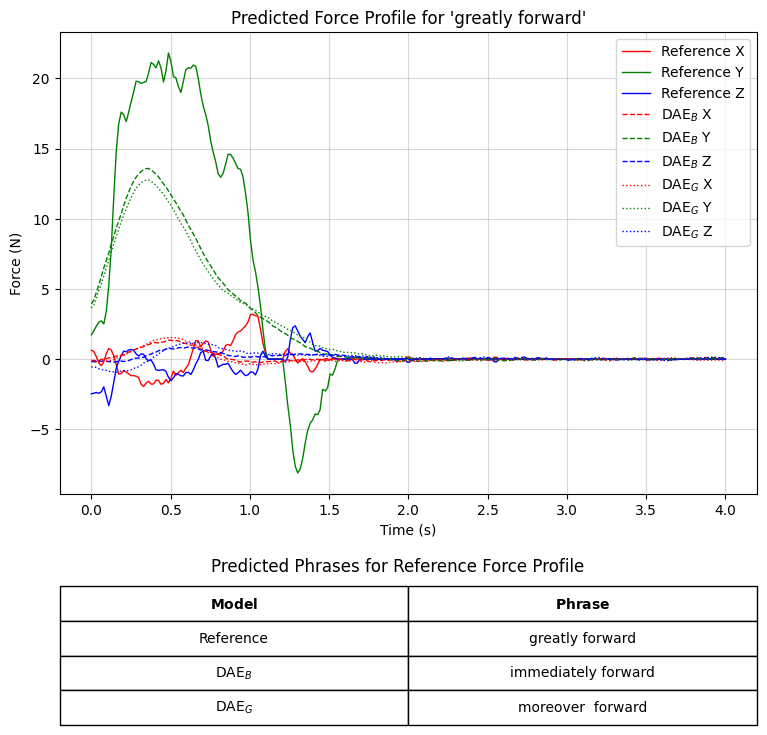 Predicted Force Profile for 'greatly forward'
Force (N)
20
15
10
5
0
−5
Reference X
Reference Y
Reference Z
DAE_B X
DAE_B Y
DAE_B Z
DAE_G X
DAE_G Y
DAE_G Z
0.0 0.5 1.0 1.5 2.0 2.5 3.0 3.5 4.0
Time (s)
Predicted Phrases for Reference Force Profile
Model Phrase
Reference greatly forward
DAE_B immediately forward
DAE_G moreover  forward